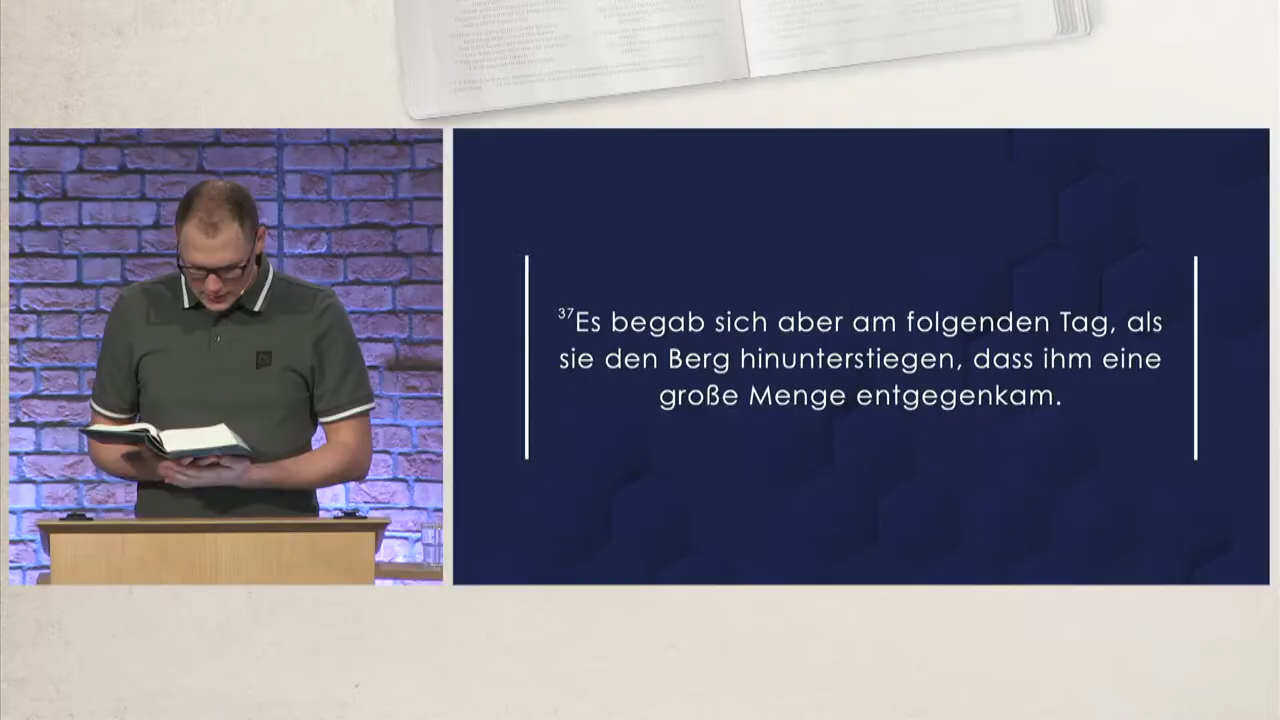 ³⁷Es begab sich aber am folgenden Tag, als
sie den Berg hinunterstiegen, dass ihm eine
große Menge entgegenkam.